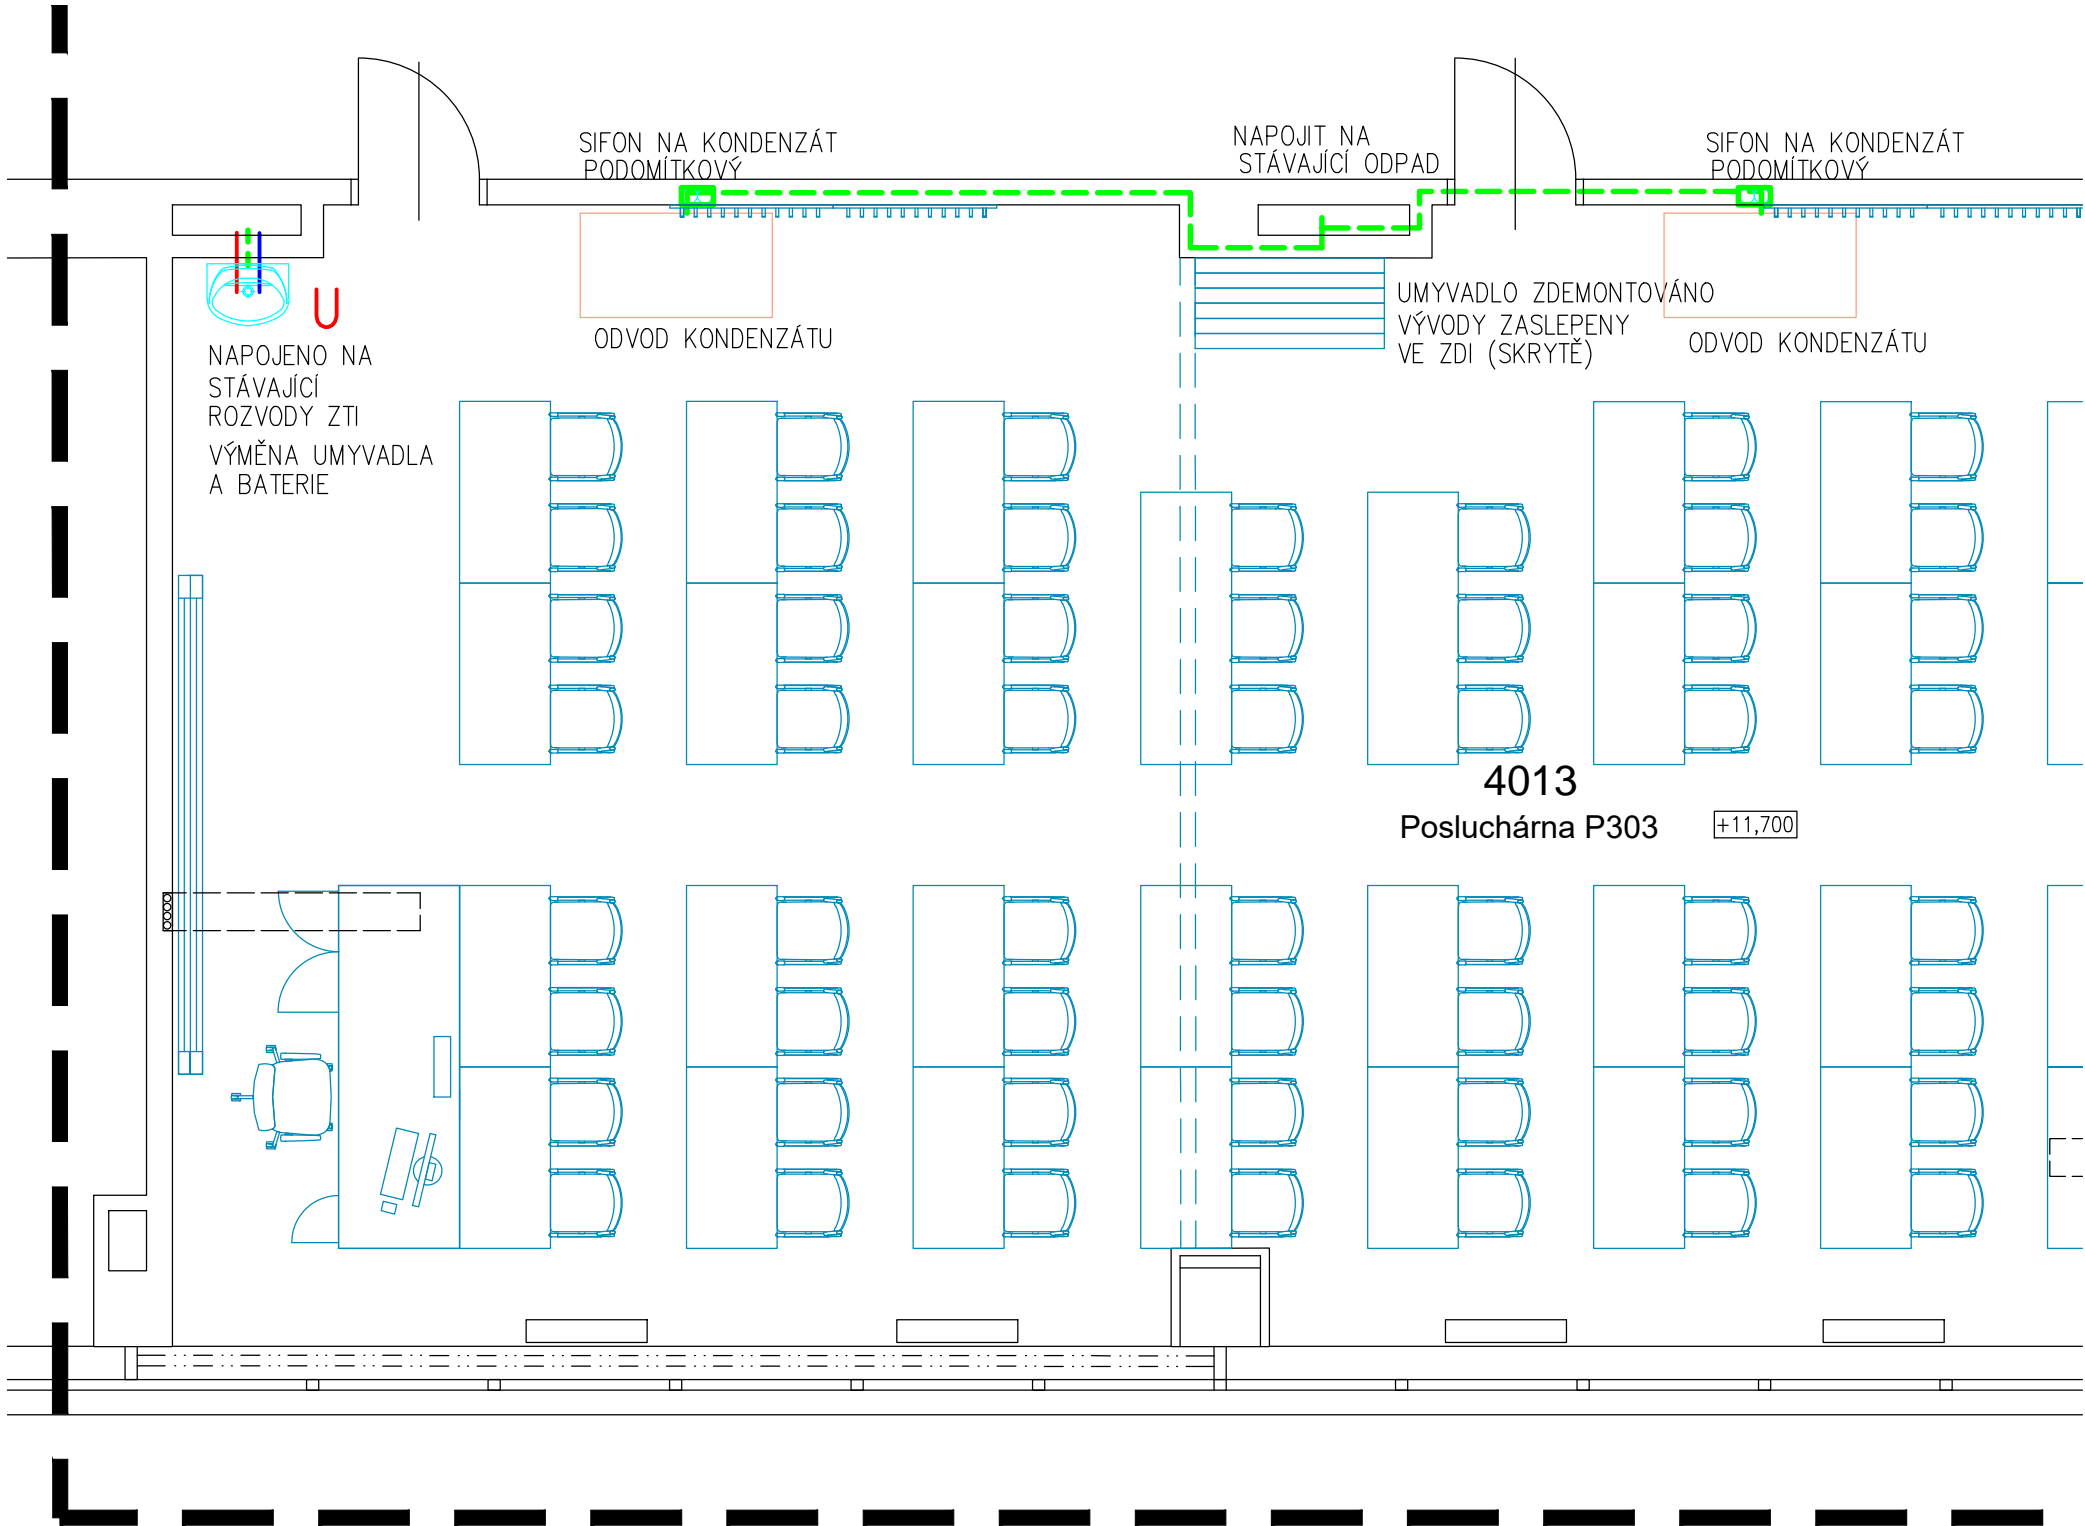 SIFON NA KONDENZÁT
PODOMÍTKOVÝ
NAPOJIT NA
STÁVAJÍCÍ ODPAD
SIFON NA KONDENZÁT
PODOMÍTKOVÝ
U
NAPOJENO NA
STÁVAJÍCÍ
ROZVODY ZTI
VÝMĚNA UMYVADLA
A BATERIE
ODVOD KONDENZÁTU
UMYVADLO ZDEMONTOVÁNO
VÝVODY ZASLEPENY
VE ZDI (SKRYTĚ)
ODVOD KONDENZÁTU
4013
Posluchárna P303
+11,700